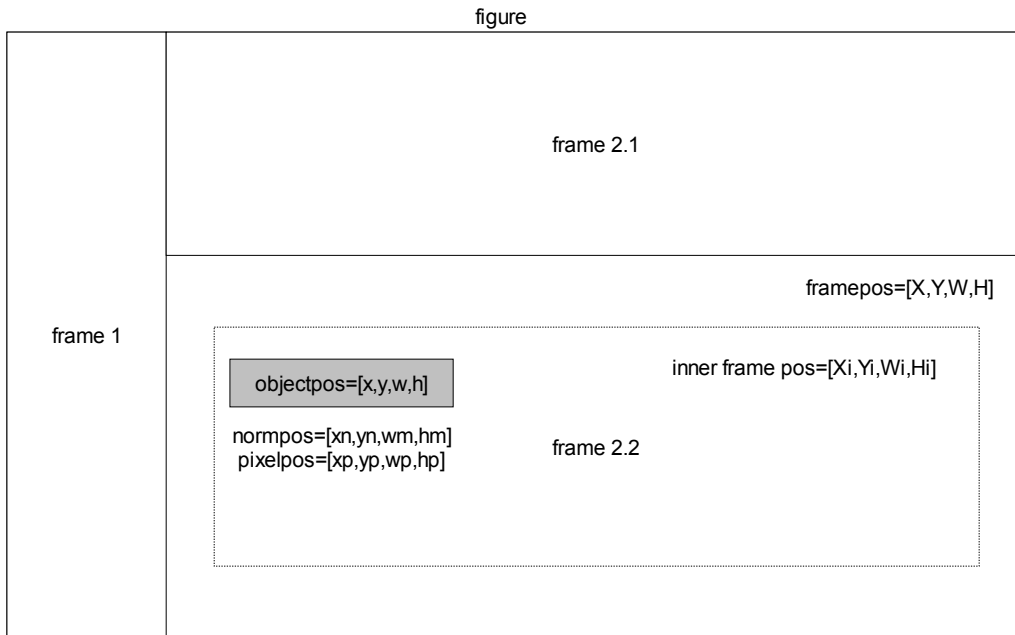 figure
frame 2.1
framepos=[X,Y,W,H]
frame 1
inner frame pos=[Xi,Yi,Wi,Hi]
objectpos=[x,y,w,h]
normpos=[xn,yn,wm,hm]
pixelpos=[xp,yp,wp,hp]
frame 2.2